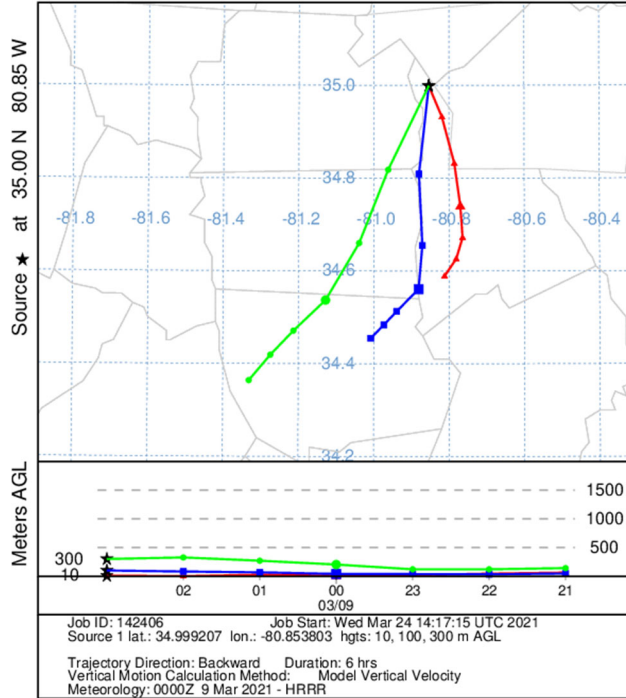 Source ★ at 35.00 N 80.85 W
35.0
34.8
-81.8 -81.6 -81.4 -81.2 -81.0 -80.8 -80.6 -80.4
34.6
34.4
34.2
Meters AGL
1500
1000
500
300
10
02 01 00 23 22 21
03/09
Job ID: 142406 Job Start: Wed Mar 24 14:17:15 UTC 2021
Source 1 lat.: 34.999207 lon.: -80.853803 hgts: 10, 100, 300 m AGL
Trajectory Direction: Backward Duration: 6 hrs
Vertical Motion Calculation Method: Model Vertical Velocity
Meteorology: 0000Z 9 Mar 2021 - HRRR